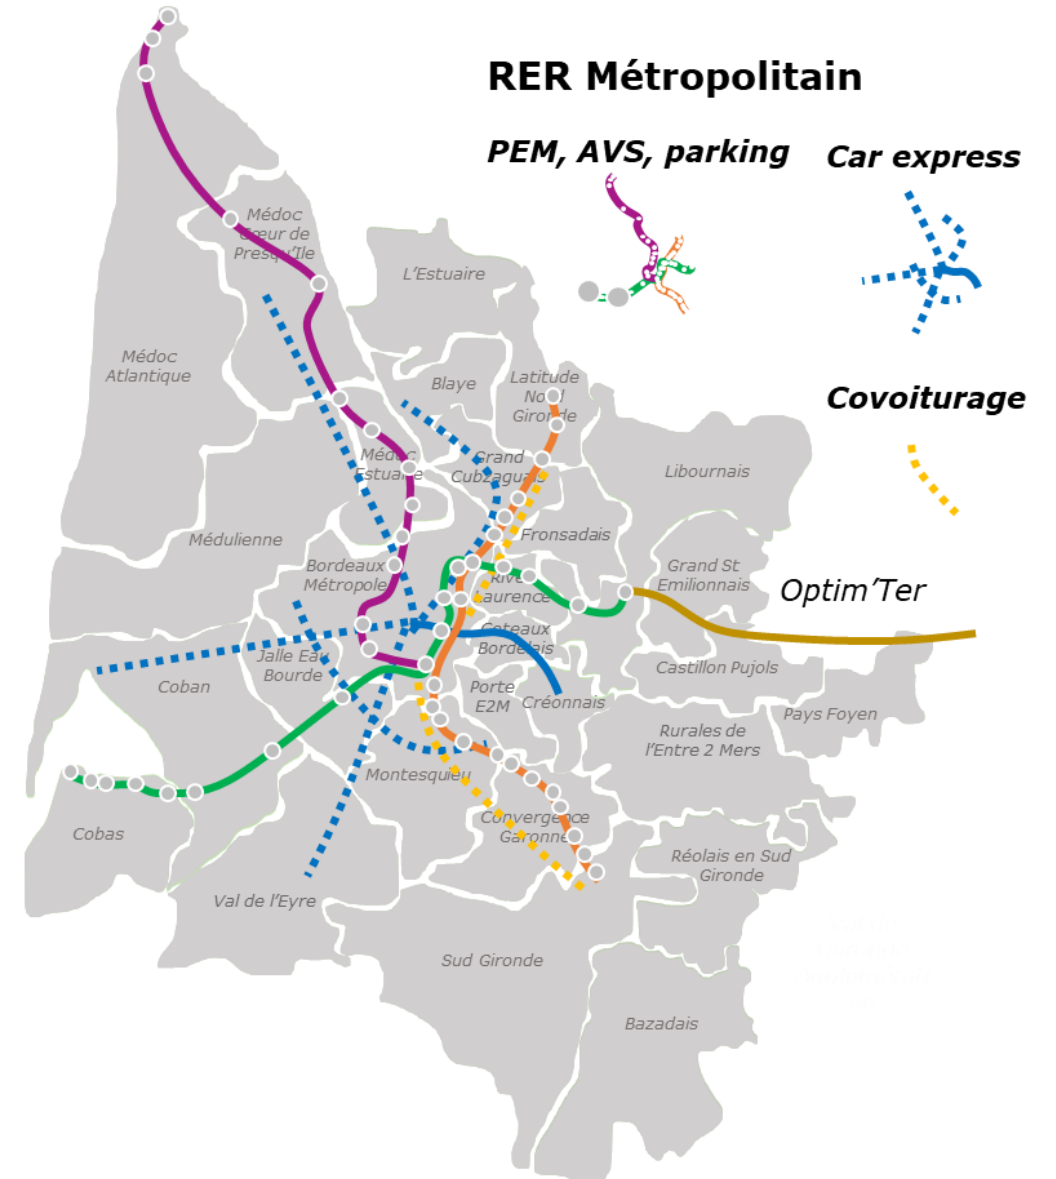 RER Métropolitain
PEM, AVS, parking
Car express
Covoiturage
Optim’Ter
Médoc
Cœur de
Presqu’Ile
L’Estuaire
Médoc
Atlantique
Blaye
Latitude
Nord
Gironde
Médoc
Estuaire
Grand
Cubzaguais
Libournais
Médulienne
Fronsadais
Bordeaux
Métropole
Rives
Laurence
Grand St
Emilionnais
Coteaux
Bordelais
Jalle Eau
Bourde
Castillon Pujols
Coban
Porte
E2M
Créonnais
Pays Foyen
Rurales de
l’Entre 2 Mers
Montesquieu
Convergence
Garonne
Cobas
Réolais en Sud
Gironde
Val de l’Eyre
Sud Gironde
Bazadais